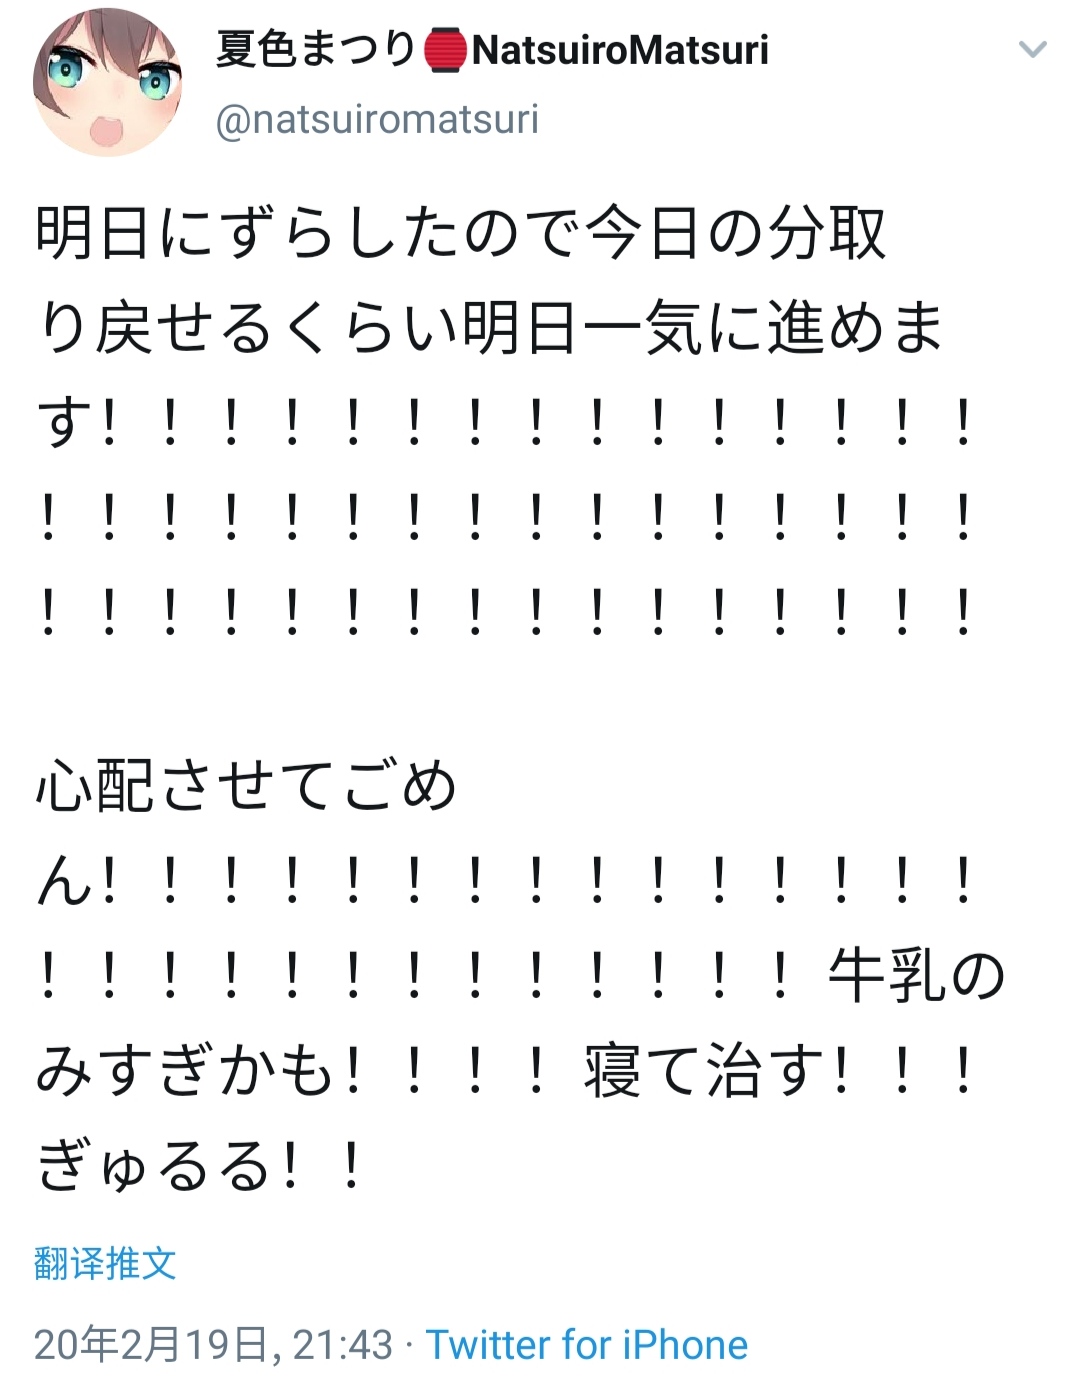 夏色まつり🏮NatsuiroMatsuri
@natsuiromatsuri
明日にずらしたので今日の分取
り戻せるくらい明日一気に進めま
す！！！！！！！！！！！！！！！
！！！！！！！！！！！！！！！！
！！！！！！！！！！！！！！！！
心配させてごめ
ん！！！！！！！！！！！！！！！
！！！！！！！！！！！！！牛乳の
みすぎかも！！！！寝て治す！！！
ぎゅるる！！
翻译推文
20年2月19日, 21:43 · Twitter for iPhone